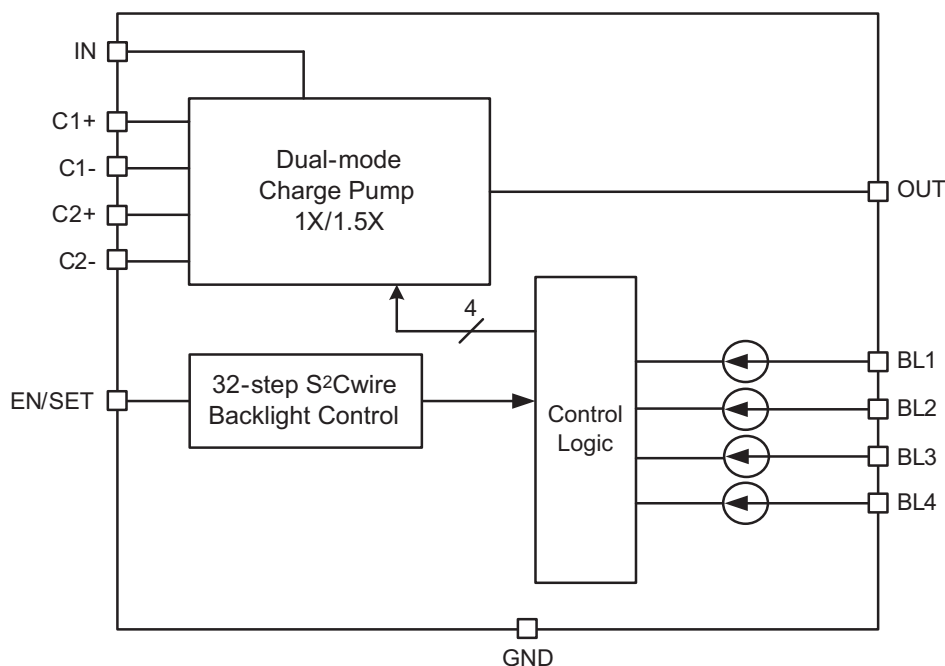 IN
C1+
C1-
C2+
C2-
Dual-mode
Charge Pump
1X/1.5X
OUT
4
EN/SET
32-step S²Cwire
Backlight Control
Control
Logic
BL1
BL2
BL3
BL4
GND